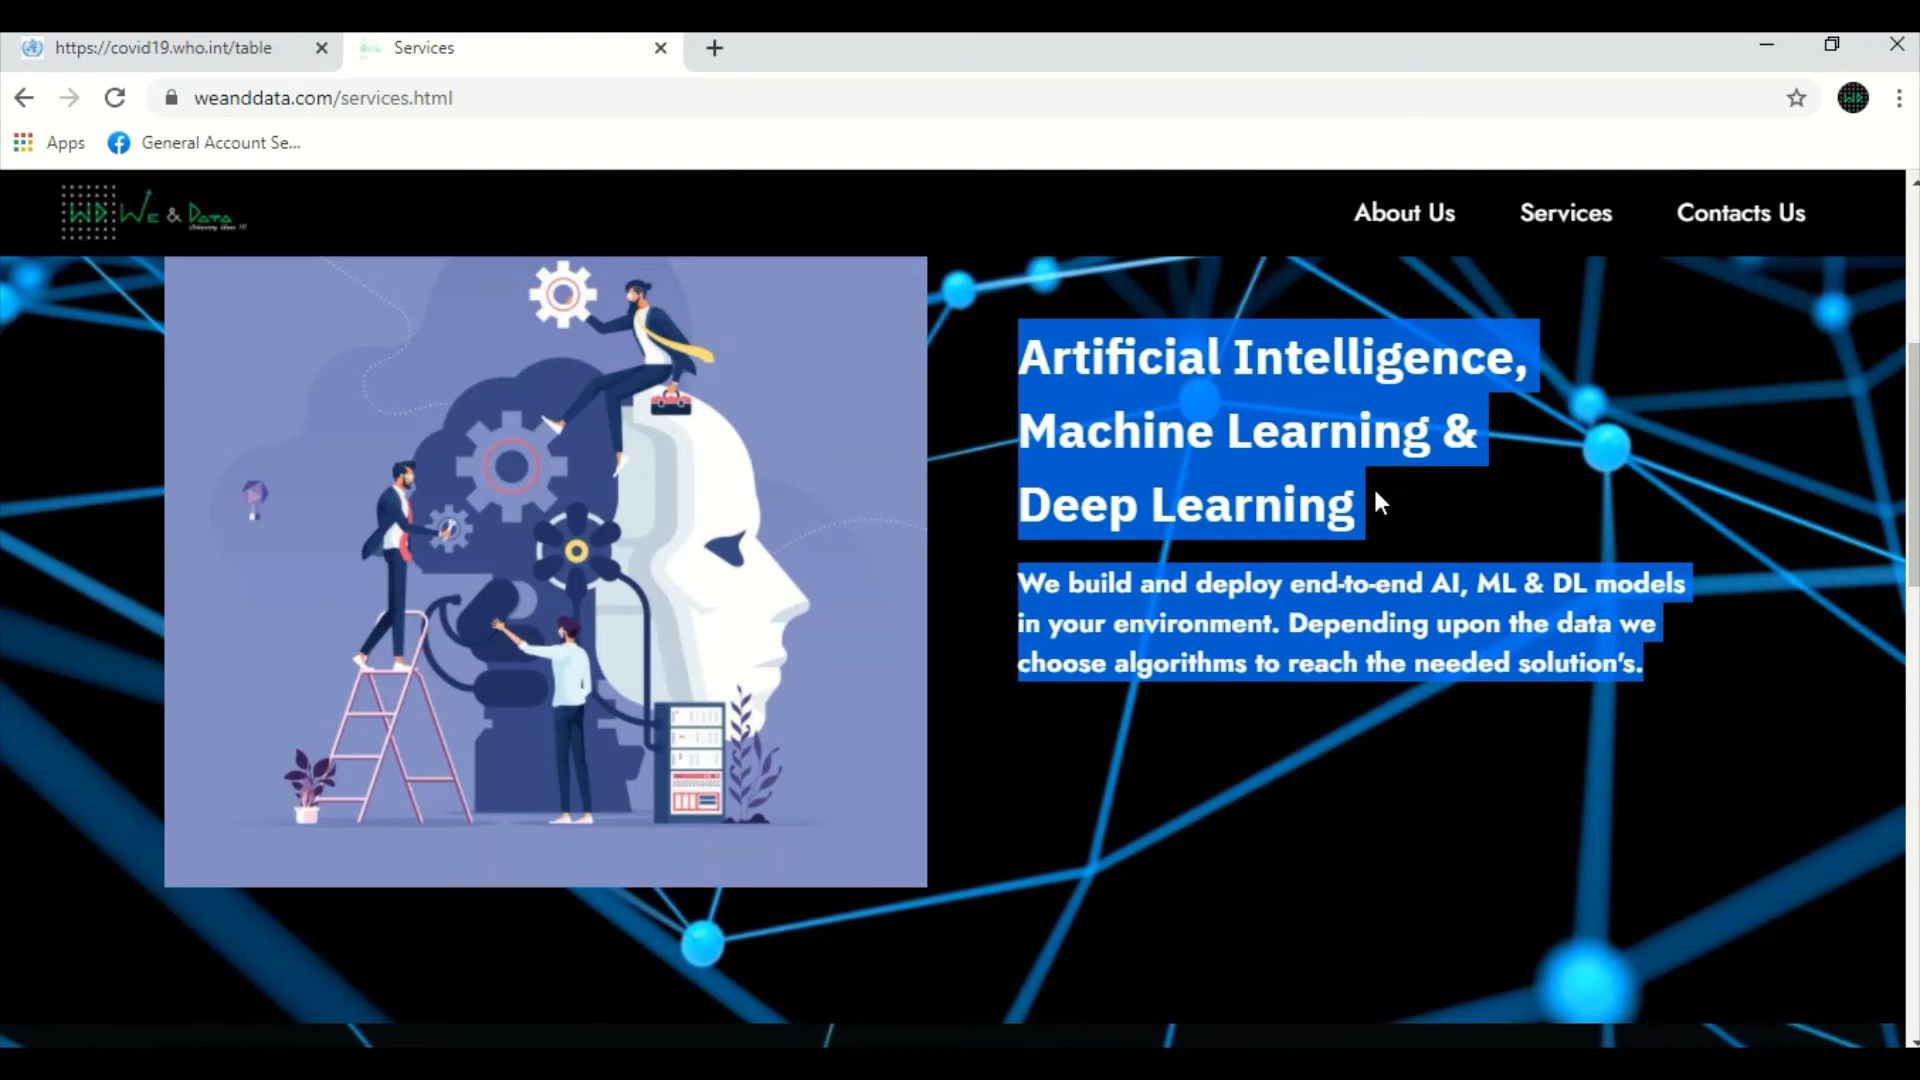 https://covid19.who.int/table
Services
weanddata.com/services.html
Apps
General Account Se...
WD We & Data
About Us
Services
Contacts Us
Artificial Intelligence,
Machine Learning &
Deep Learning
We build and deploy end-to-end AI, ML & DL models
in your environment. Depending upon the data we
choose algorithms to reach the needed solution's.